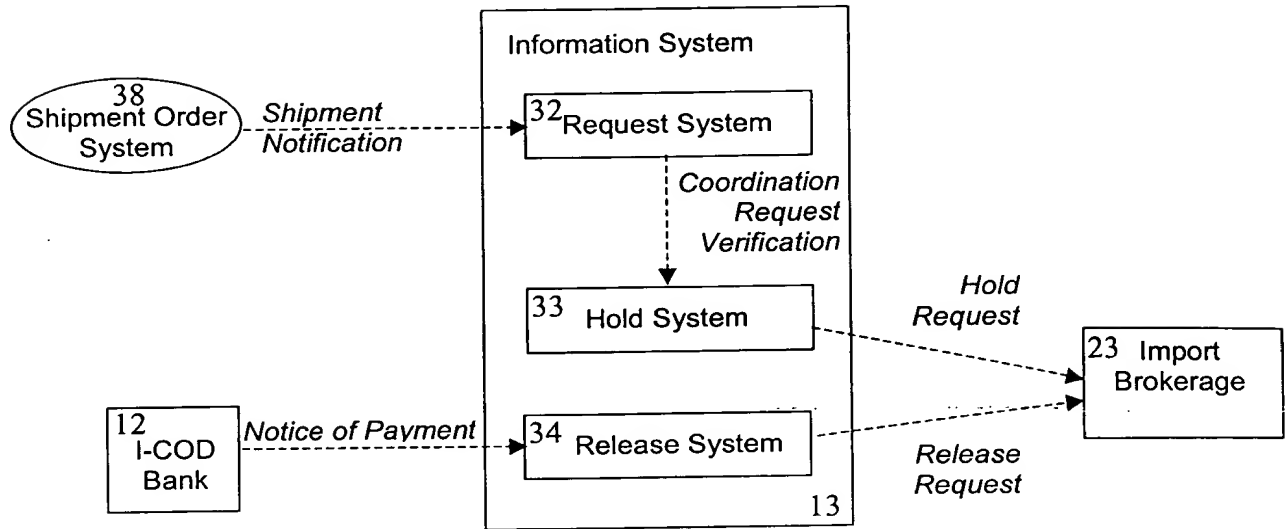 Information System
38
Shipment Order
System
Shipment
Notification
32 Request System
Coordination
Request
Verification
33 Hold System
Hold
Request
23 Import
Brokerage
12
I-COD
Bank
Notice of Payment
34 Release System
Release
Request
13